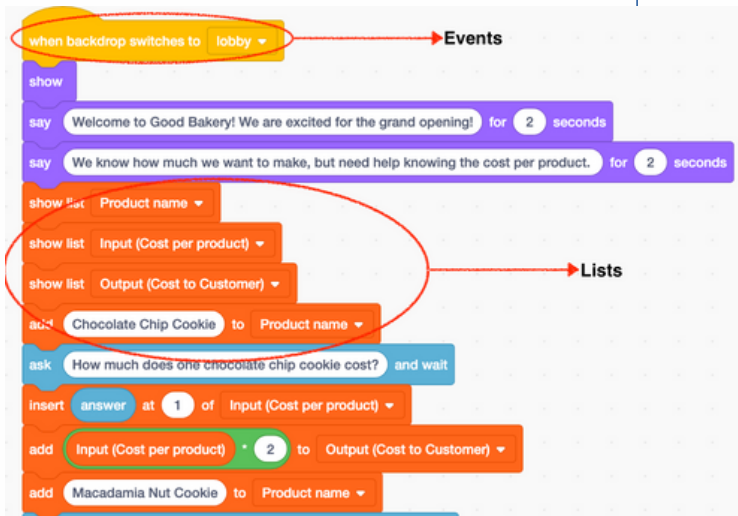 when backdrop switches to lobby Events
show
say Welcome to Good Bakery! We are excited for the grand opening! for 2 seconds
say We know how much we want to make, but need help knowing the cost per product. for 2 seconds
show list Product name
show list Input (Cost per product)
show list Output (Cost to Customer) Lists
add Chocolate Chip Cookie to Product name
ask How much does one chocolate chip cookie cost? and wait
insert answer at 1 of Input (Cost per product)
add Input (Cost per product) * 2 to Output (Cost to Customer)
add Macadamia Nut Cookie to Product name